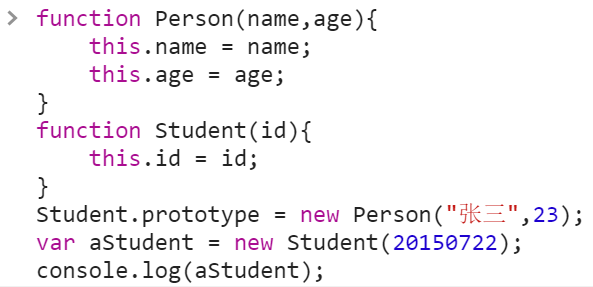 function Person(name,age){
    this.name = name;
    this.age = age;
}
function Student(id){
    this.id = id;
}
Student.prototype = new Person("张三",23);
var aStudent = new Student(20150722);
console.log(aStudent);